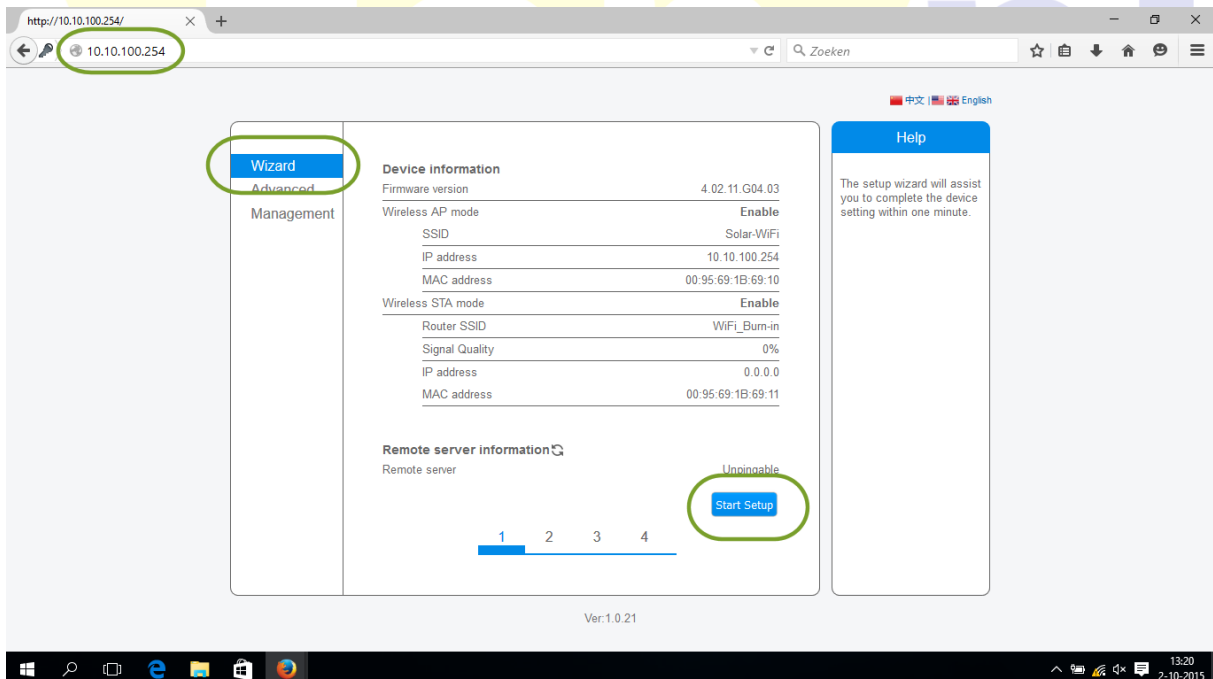 http://10.10.100.254/
10.10.100.254
Zoeken
中文 | English
Wizard
Advanced
Management
Device information
Firmware version 4.02.11.G04.03
Wireless AP mode Enable
SSID Solar-WiFi
IP address 10.10.100.254
MAC address 00:95:69:1B:69:10
Wireless STA mode Enable
Router SSID WiFi_Burn-in
Signal Quality 0%
IP address 0.0.0.0
MAC address 00:95:69:1B:69:11
Remote server information
Remote server Unpingable
Start Setup
1 2 3 4
Help
The setup wizard will assist
you to complete the device
setting within one minute.
Ver:1.0.21
13:20
2-10-2015